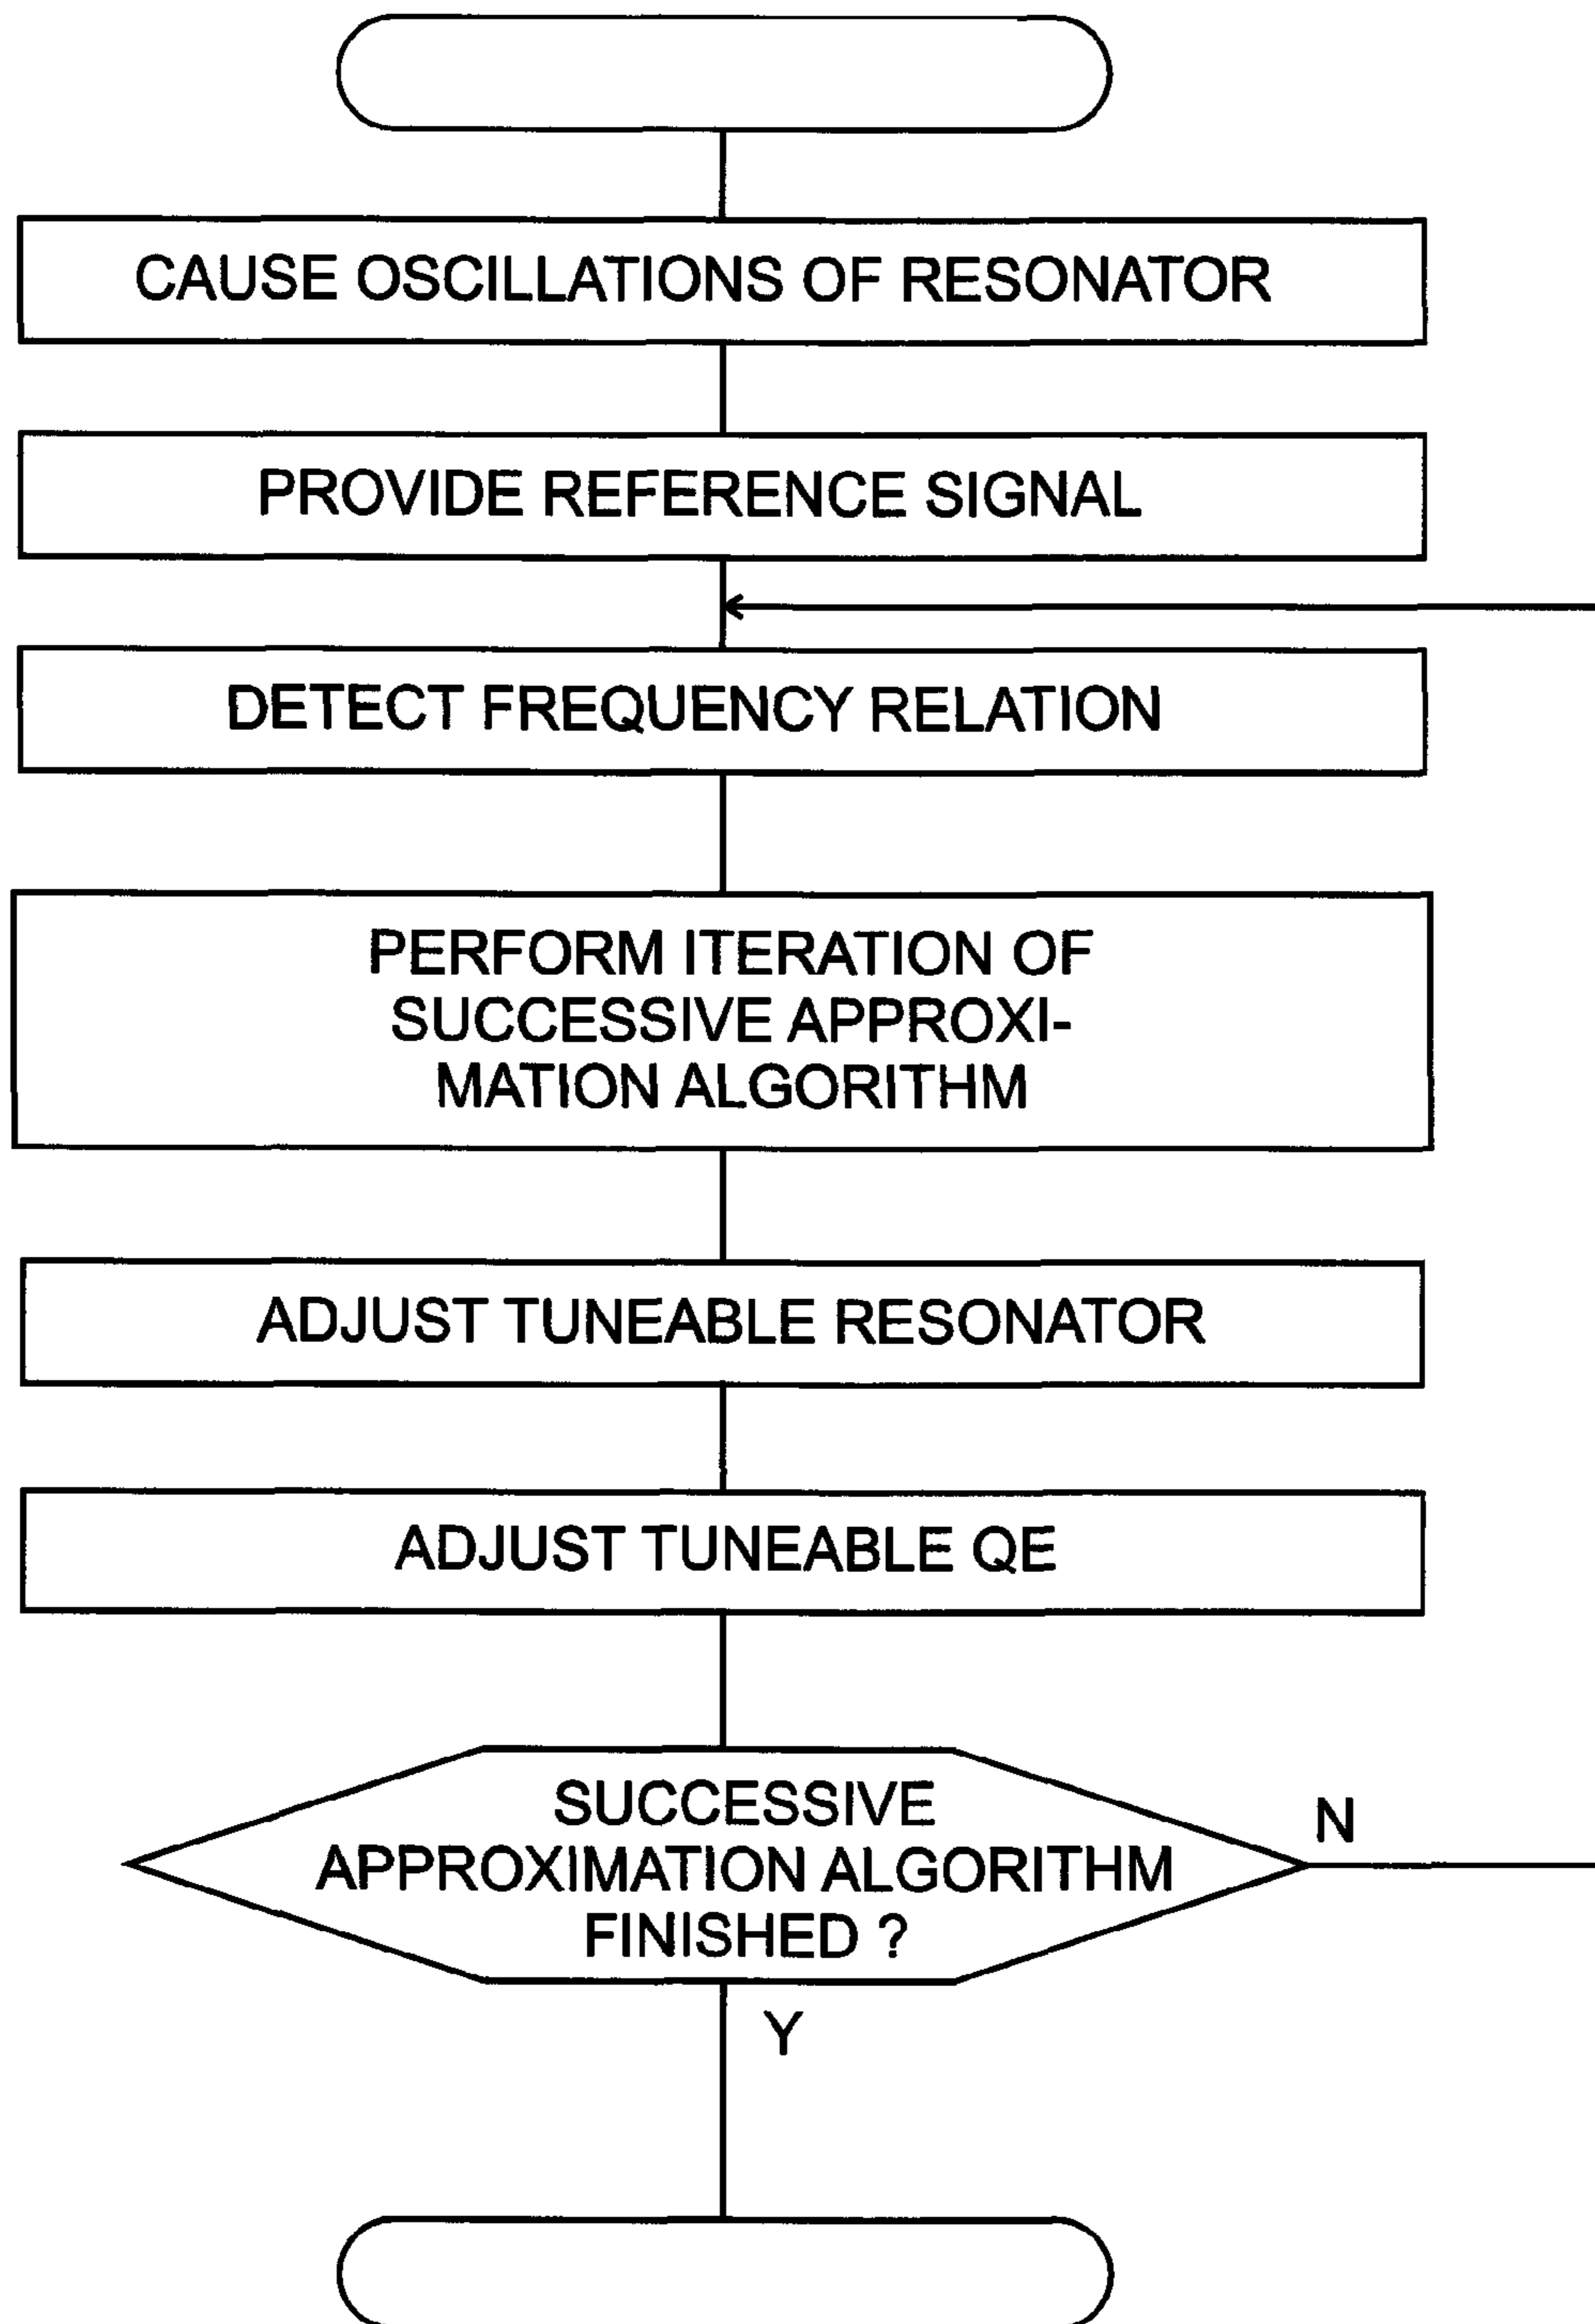 CAUSE OSCILLATIONS OF RESONATOR
PROVIDE REFERENCE SIGNAL
DETECT FREQUENCY RELATION
PERFORM ITERATION OF
SUCCESSIVE APPROXI-
MATION ALGORITHM
ADJUST TUNEABLE RESONATOR
ADJUST TUNEABLE QE
SUCCESSIVE
APPROXIMATION ALGORITHM
FINISHED ?
N
Y